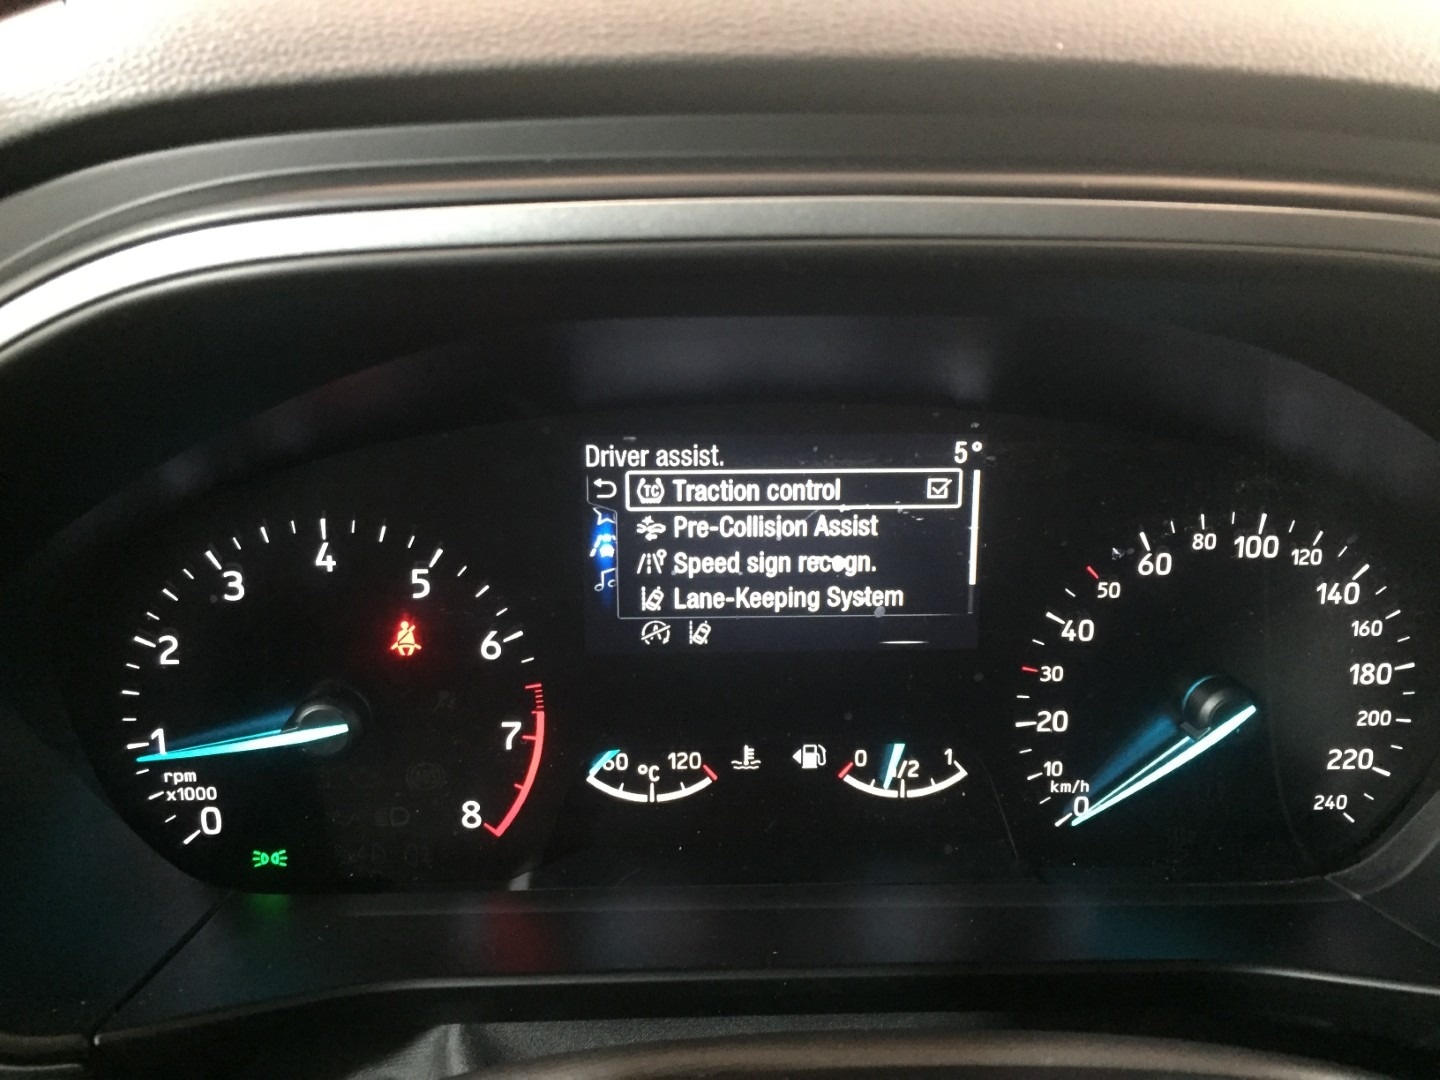 Driver assist. 5°
TC Traction control
Pre-Collision Assist
Speed sign recogn.
Lane-Keeping System
A
0 1 2 3 4 5 6 7 8
rpm
x1000
60 °C 120
0 1/2 1
0 10 20 30 40 50 60 80 100 120 140 160 180 200 220 240
km/h